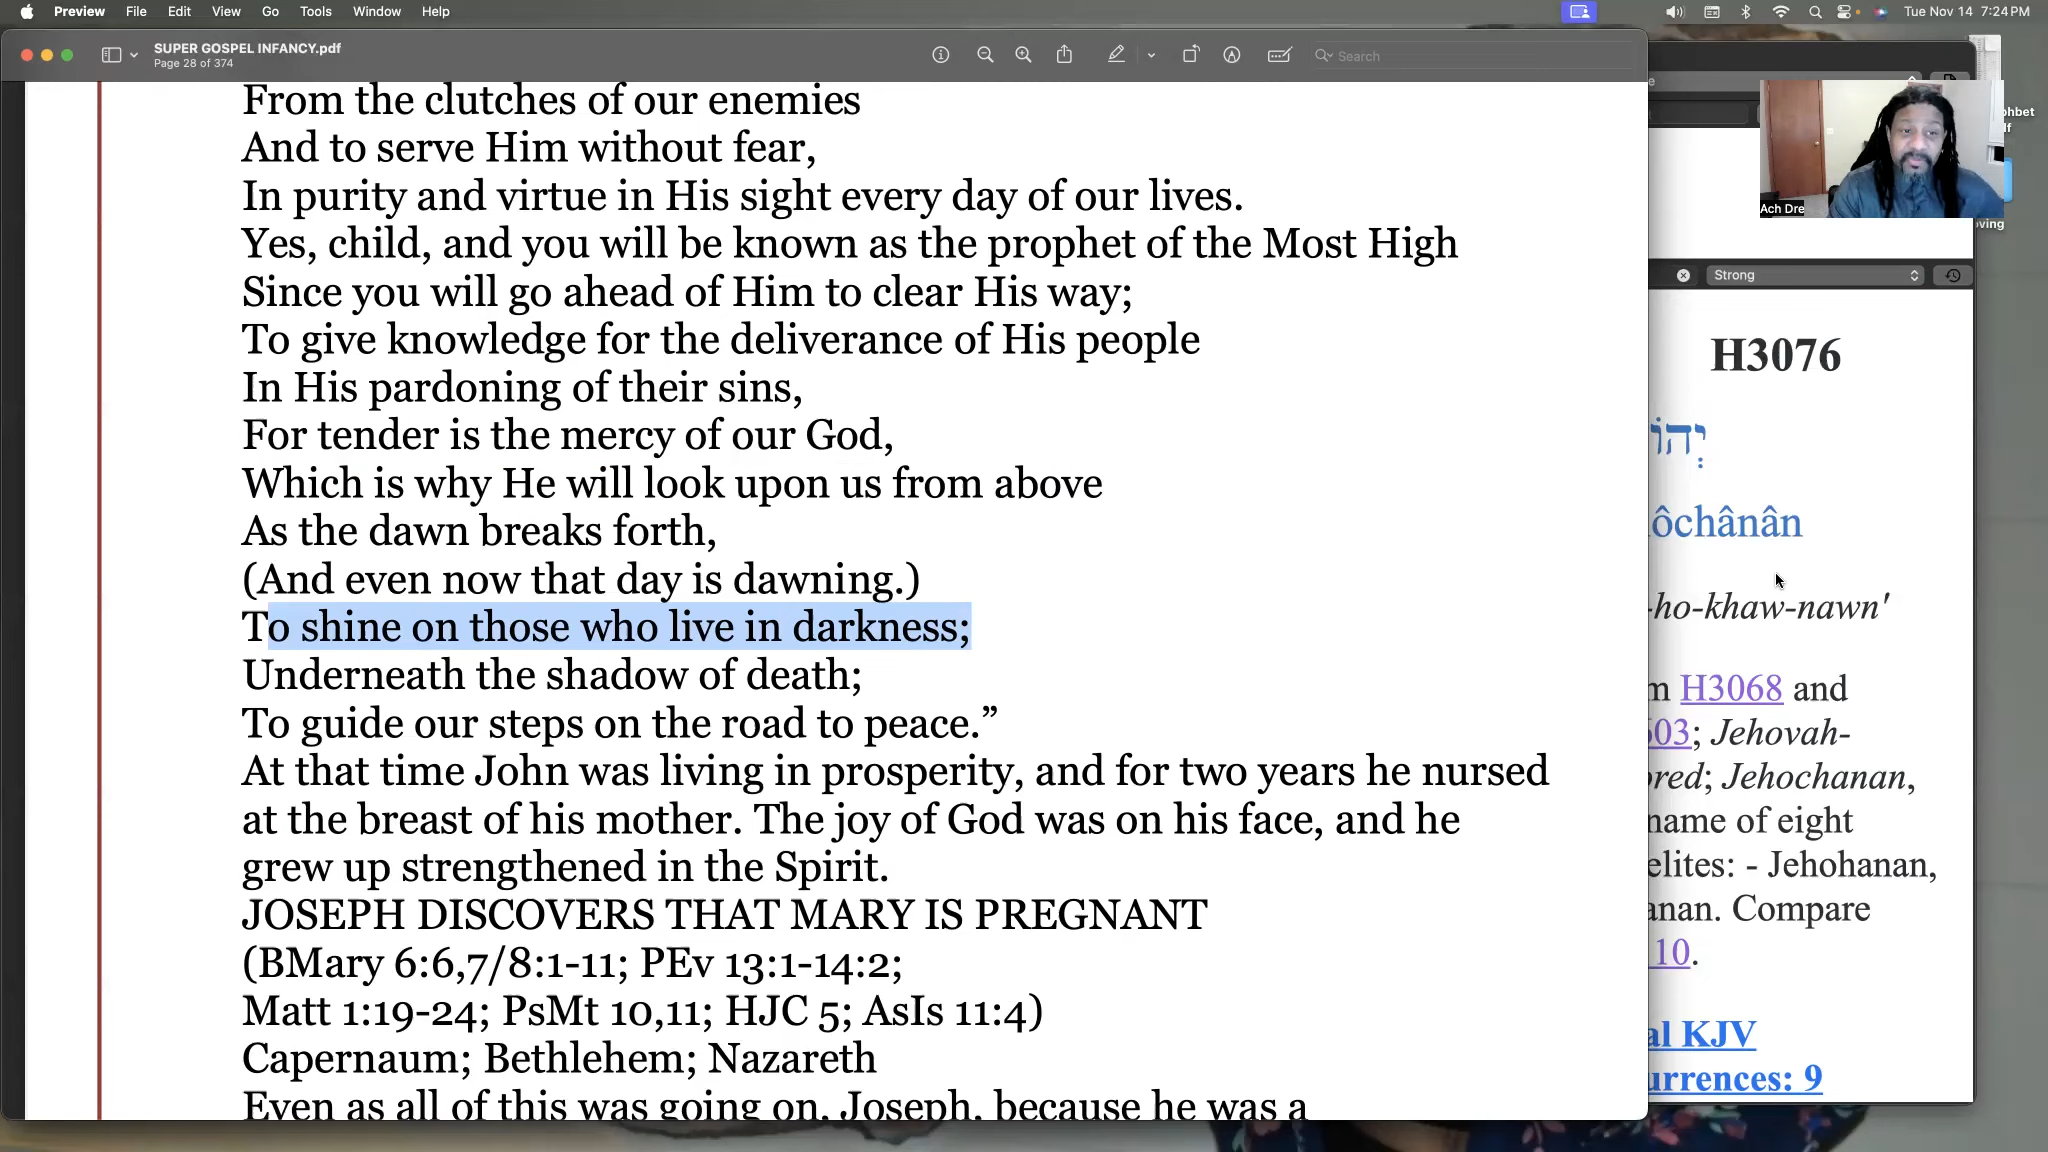 Preview File Edit View Go Tools Window Help
Tue Nov 14 7:24 PM
SUPER GOSPEL INFANCY.pdf
Page 28 of 374
Search
From the clutches of our enemies
And to serve Him without fear,
In purity and virtue in His sight every day of our lives.
Yes, child, and you will be known as the prophet of the Most High
Since you will go ahead of Him to clear His way;
To give knowledge for the deliverance of His people
In His pardoning of their sins,
For tender is the mercy of our God,
Which is why He will look upon us from above
As the dawn breaks forth,
(And even now that day is dawning.)
To shine on those who live in darkness;
Underneath the shadow of death;
To guide our steps on the road to peace.”
At that time John was living in prosperity, and for two years he nursed
at the breast of his mother. The joy of God was on his face, and he
grew up strengthened in the Spirit.
JOSEPH DISCOVERS THAT MARY IS PREGNANT
(BMary 6:6,7/8:1-11; PEv 13:1-14:2;
Matt 1:19-24; PsMt 10,11; HJC 5; AsIs 11:4)
Capernaum; Bethlehem; Nazareth
Even as all of this was going on, Joseph, because he was a
Ach Dre
Strong
H3076
יְהוֹ
ôchânân
-ho-khaw-nawn'
m H3068 and
603; Jehovah-
ored; Jehochanan,
name of eight
elites: - Jehohanan,
anan. Compare
10.
al KJV
urrences: 9